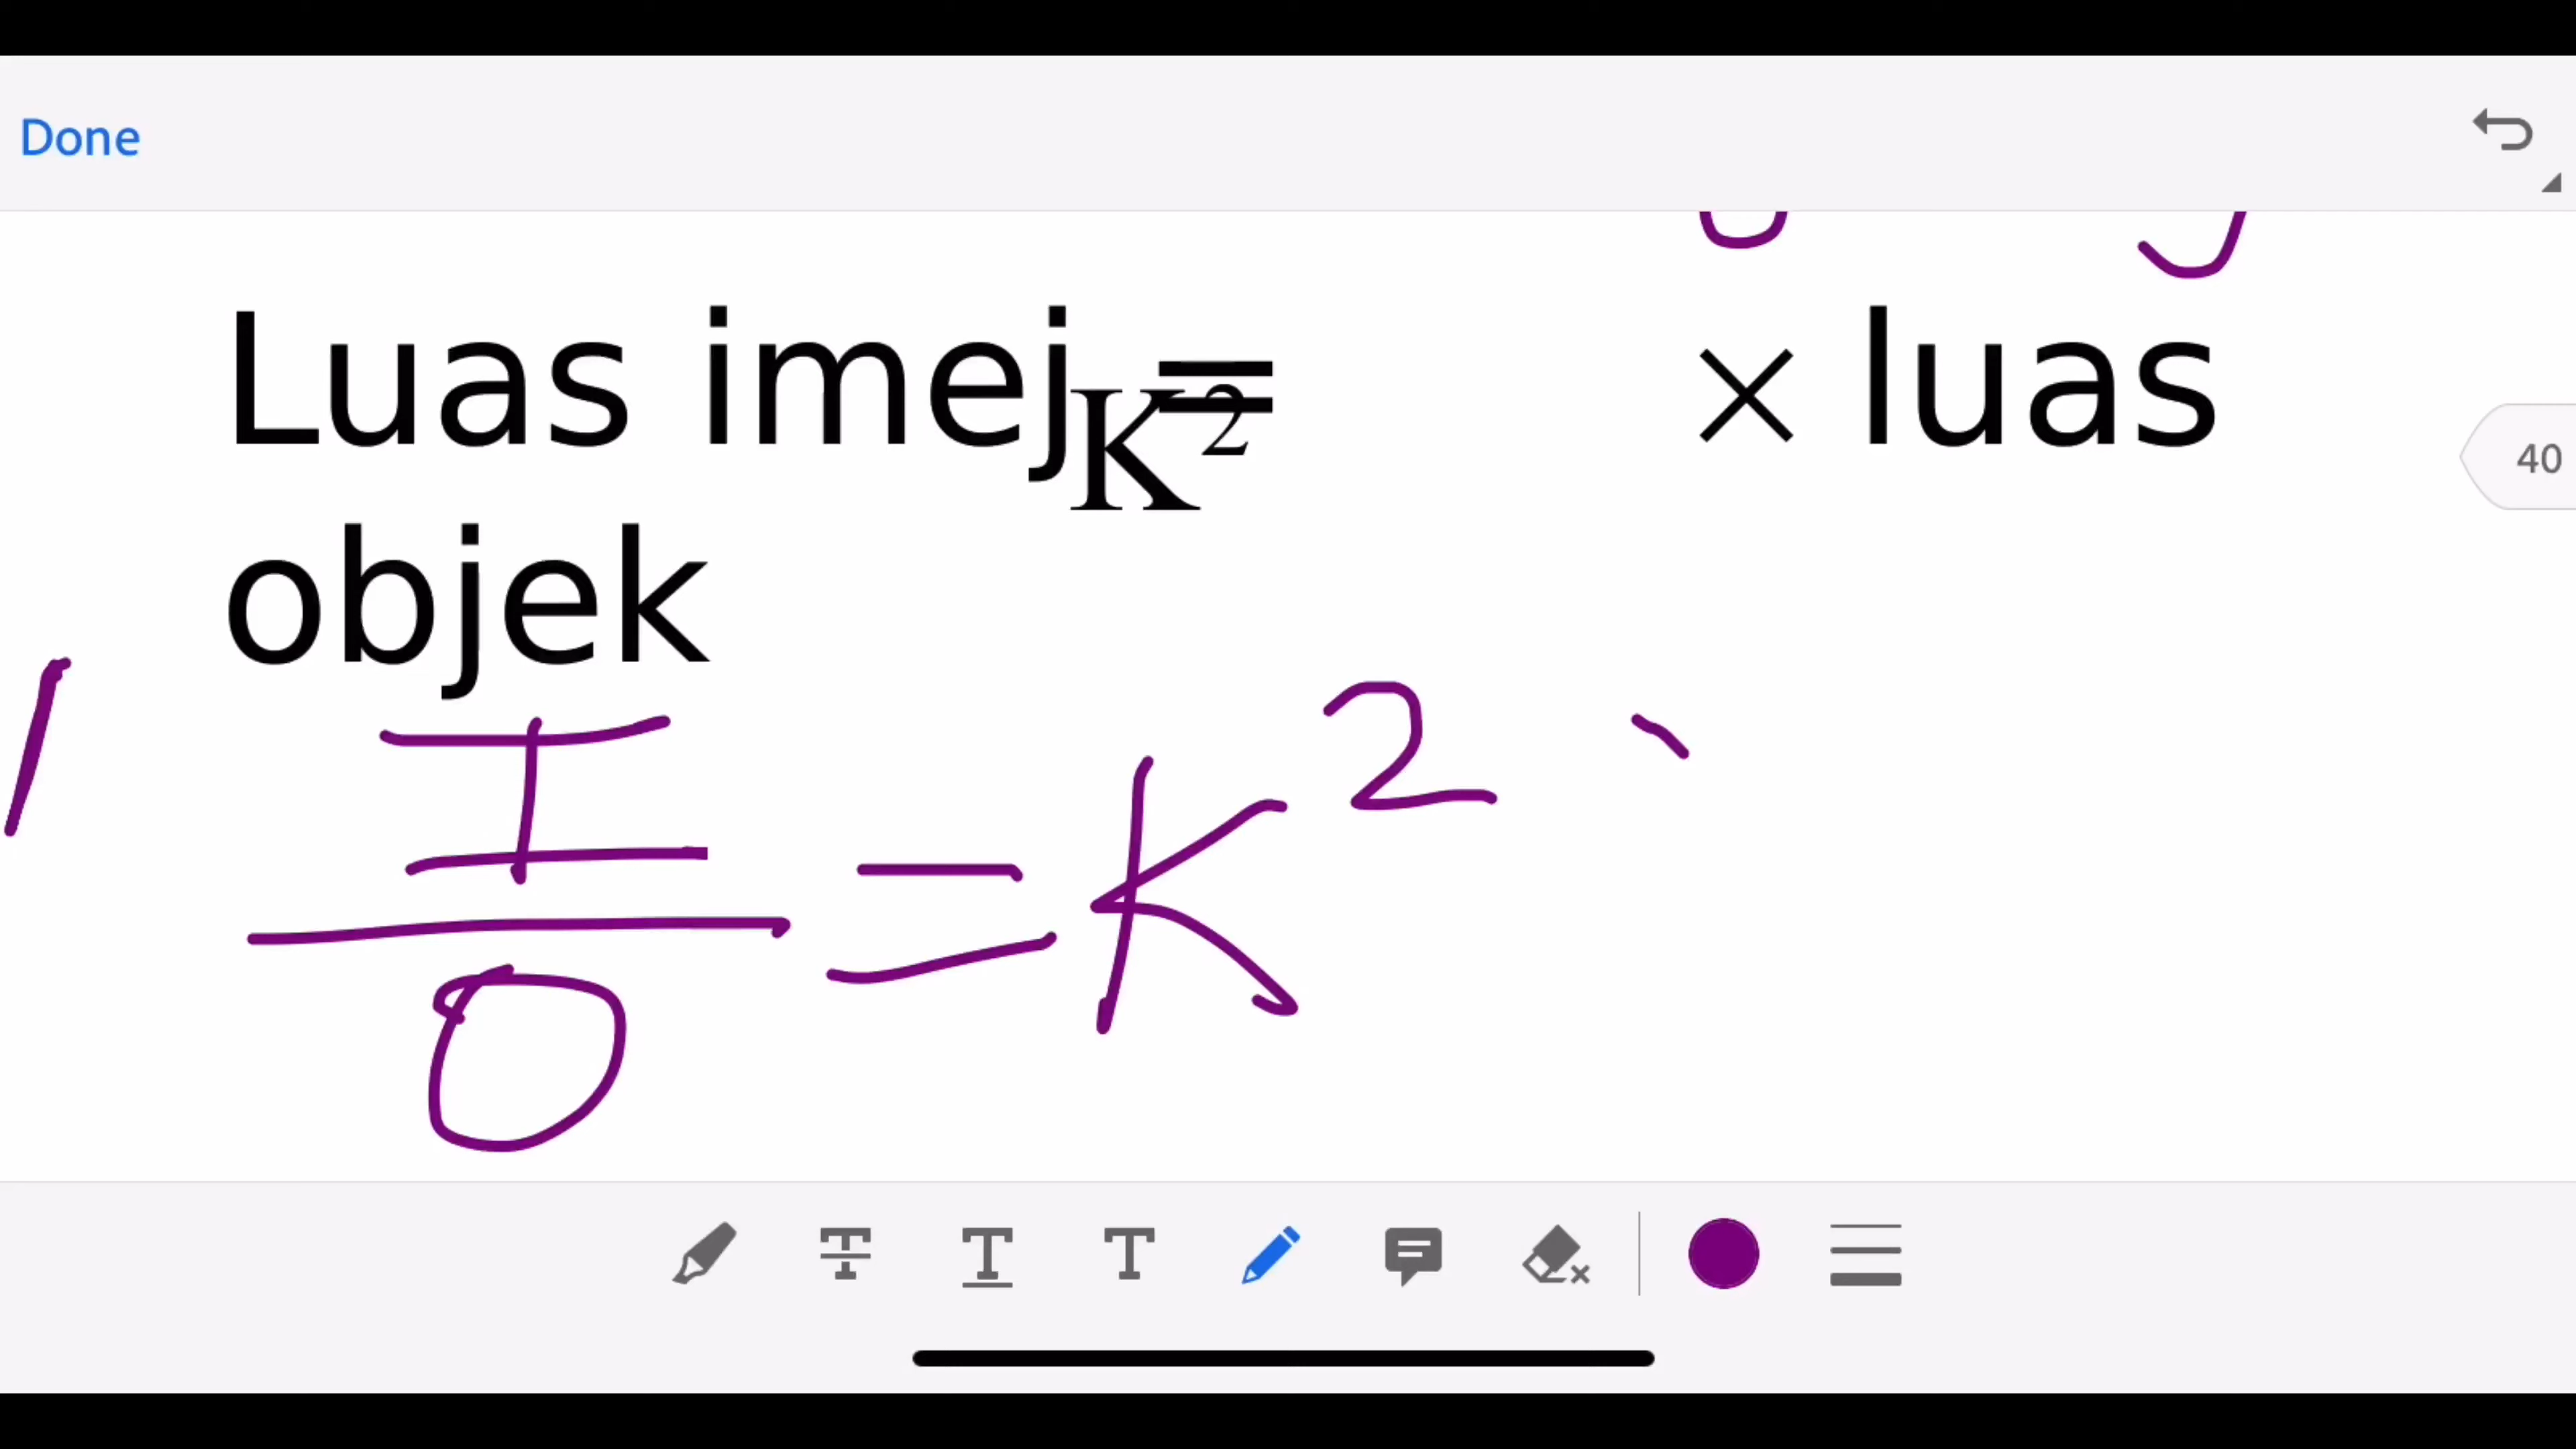 Done
Luas imej = K² × luas
40
objek
I
O
= K²